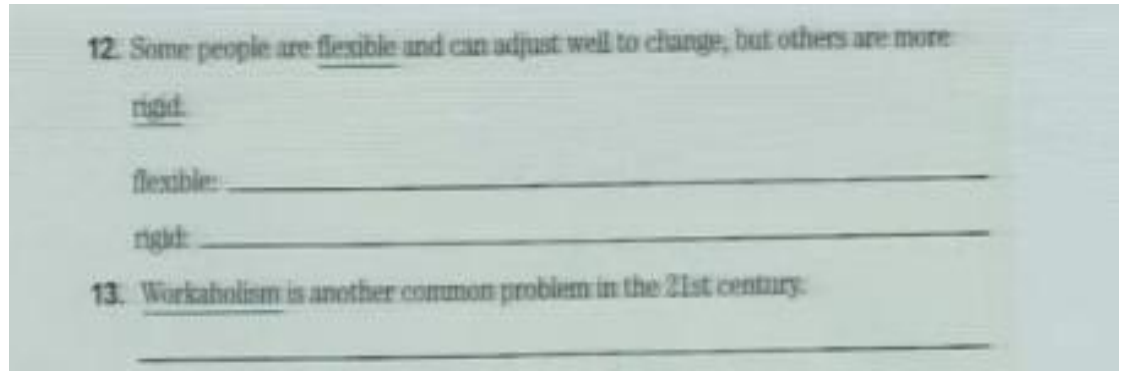 12. Some people are flexible and can adjust well to change, but others are more
rigid.
flexible:
rigid:
13. Workaholism is another common problem in the 21st century.